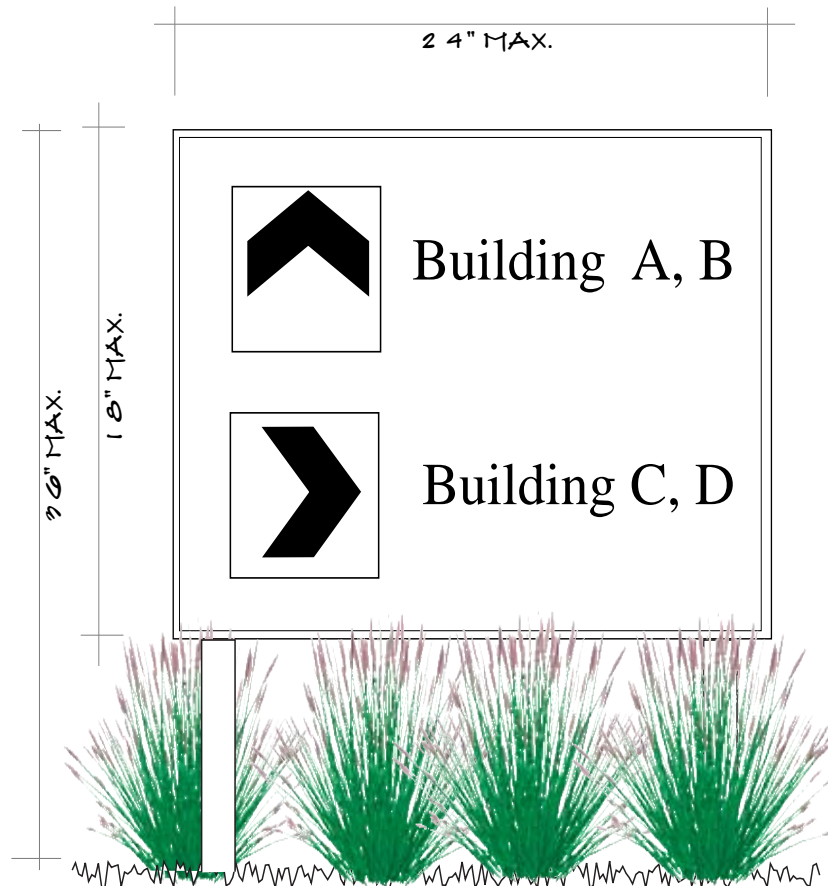 24" MAX.
Building A, B
18" MAX.
36" MAX.
Building C, D